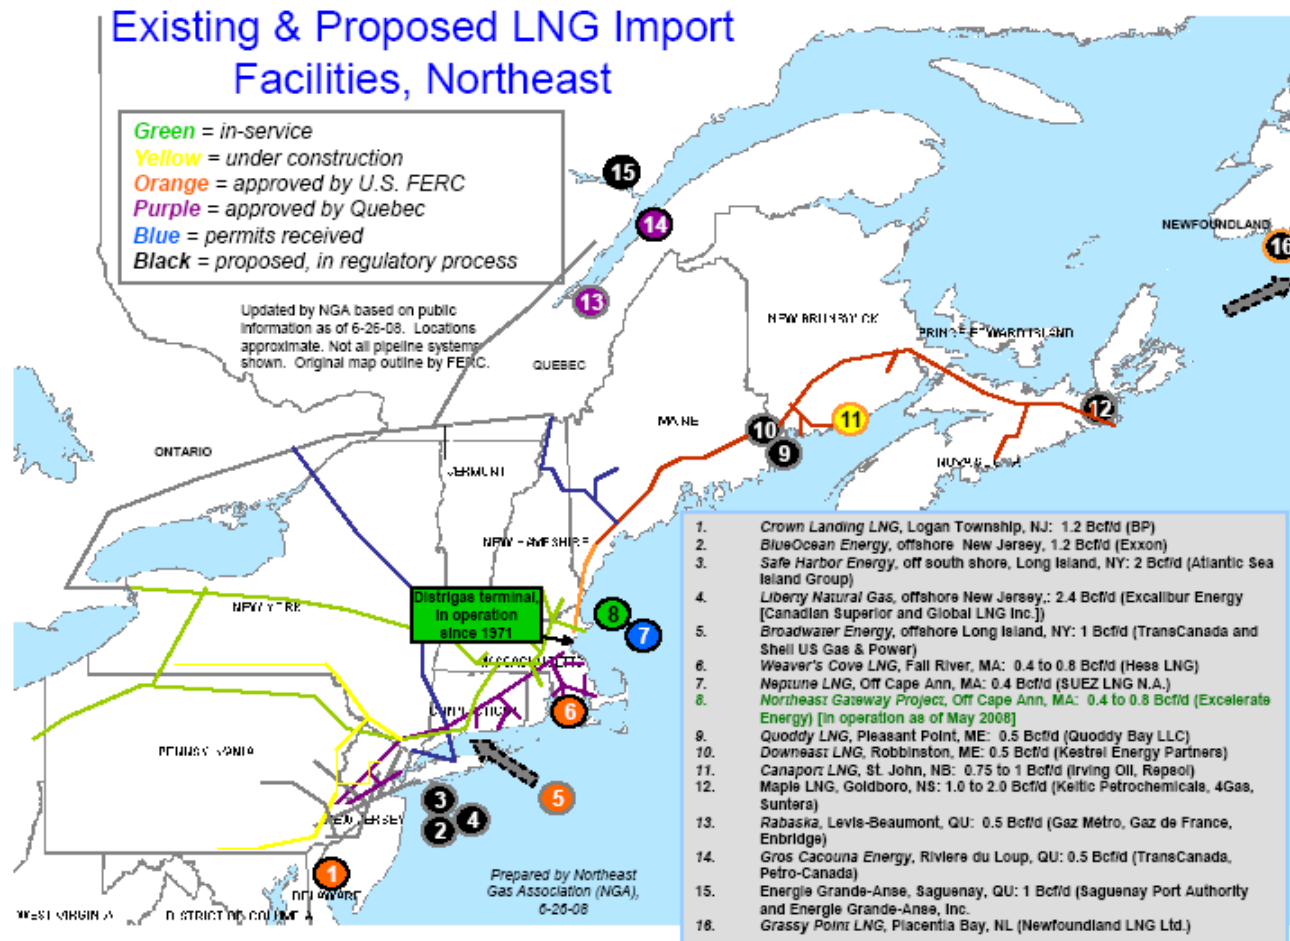 Existing & Proposed LNG Import
Facilities, Northeast
Green = in-service
Yellow = under construction
Orange = approved by U.S. FERC
Purple = approved by Quebec
Blue = permits received
Black = proposed, in regulatory process
Updated by NGA based on public
information as of 6-26-08. Locations
approximate. Not all pipeline systems
shown. Original map outline by FERC.
15
14
13
NEWFOUNDLAND
16
NEW BRUNSWICK
PRINCE EDWARD ISLAND
QUEBEC
12
11
10
9
MAINE
ONTARIO
VERMONT
NOVA SCOTIA
NEW HAMPSHIRE
Distrigas terminal,
in operation
since 1971
NEW YORK
8
7
MASSACHUSETTS
6
CONNECTICUT
PENNSYLVANIA
5
3
4
2
NEW JERSEY
1
DELAWARE
WEST VIRGINIA
DISTRICT OF COLUMBIA
Prepared by Northeast
Gas Association (NGA),
6-26-08
1. Crown Landing LNG, Logan Township, NJ: 1.2 Bcf/d (BP)
2. BlueOcean Energy, offshore New Jersey, 1.2 Bcf/d (Exxon)
3. Safe Harbor Energy, off south shore, Long Island, NY: 2 Bcf/d (Atlantic Sea
Island Group)
4. Liberty Natural Gas, offshore New Jersey,: 2.4 Bcf/d (Excalibur Energy
[Canadian Superior and Global LNG Inc.])
5. Broadwater Energy, offshore Long Island, NY: 1 Bcf/d (TransCanada and
Shell US Gas & Power)
6. Weaver's Cove LNG, Fall River, MA: 0.4 to 0.8 Bcf/d (Hess LNG)
7. Neptune LNG, Off Cape Ann, MA: 0.4 Bcf/d (SUEZ LNG N.A.)
8. Northeast Gateway Project, Off Cape Ann, MA: 0.4 to 0.8 Bcf/d (Excelerate
Energy) [in operation as of May 2008]
9. Quoddy LNG, Pleasant Point, ME: 0.5 Bcf/d (Quoddy Bay LLC)
10. Downeast LNG, Robbinston, ME: 0.5 Bcf/d (Kestrel Energy Partners)
11. Canaport LNG, St. John, NB: 0.75 to 1 Bcf/d (Irving Oil, Repsol)
12. Maple LNG, Goldboro, NS: 1.0 to 2.0 Bcf/d (Keltic Petrochemicals, 4Gas,
Suntera)
13. Rabaska, Levis-Beaumont, QU: 0.5 Bcf/d (Gaz Métro, Gaz de France,
Enbridge)
14. Gros Cacouna Energy, Riviere du Loup, QU: 0.5 Bcf/d (TransCanada,
Petro-Canada)
15. Energie Grande-Anse, Saguenay, QU: 1 Bcf/d (Saguenay Port Authority
and Energie Grande-Anse, Inc.
16. Grassy Point LNG, Placentia Bay, NL (Newfoundland LNG Ltd.)